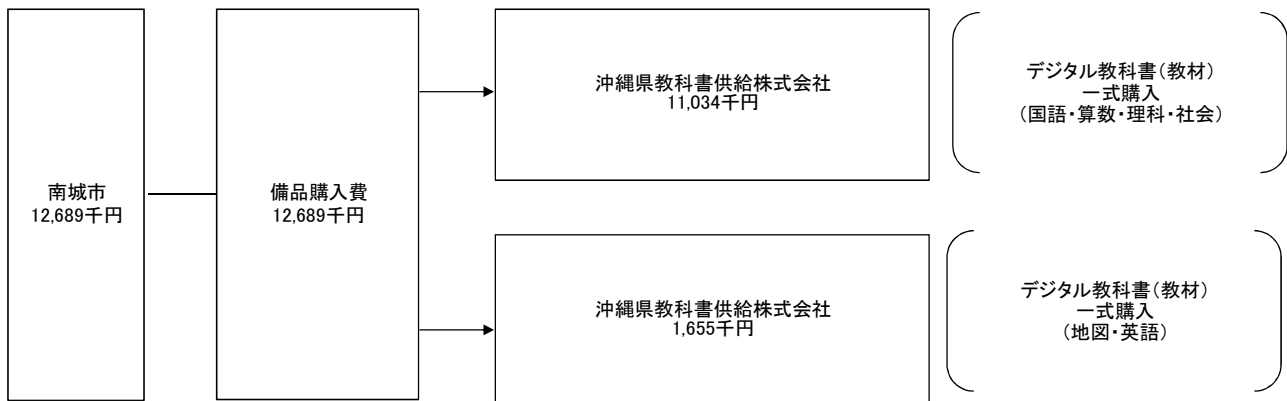 南城市
12,689千円
備品購入費
12,689千円
沖縄県教科書供給株式会社
11,034千円
デジタル教科書(教材)
一式購入
(国語・算数・理科・社会)
沖縄県教科書供給株式会社
1,655千円
デジタル教科書(教材)
一式購入
(地図・英語)